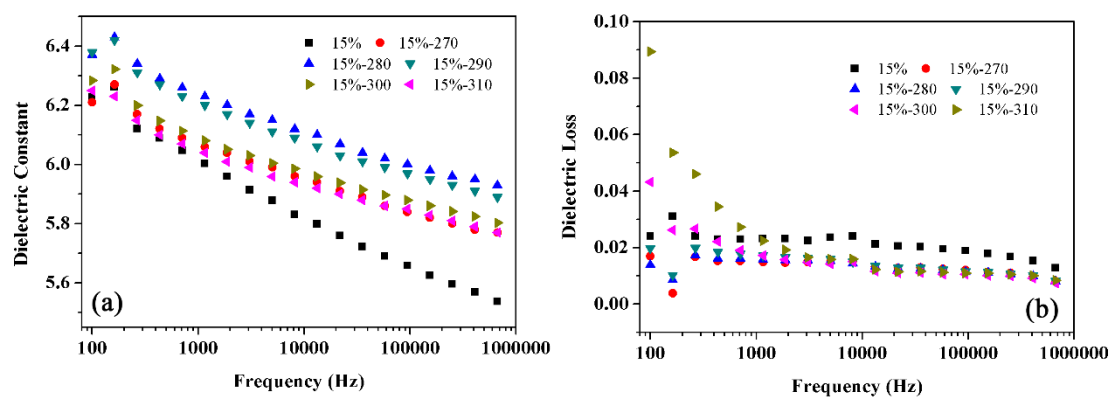 6.4
6.2
6.0
5.8
5.6
Dielectric Constant
15% 15%-270
15%-280 15%-290
15%-300 15%-310
(a)
100 1000 10000 100000 1000000
Frequency (Hz)
0.10
0.08
0.06
0.04
0.02
0.00
Dielectric Loss
15% 15%-270
15%-280 15%-290
15%-300 15%-310
(b)
100 1000 10000 100000 1000000
Frequency (Hz)